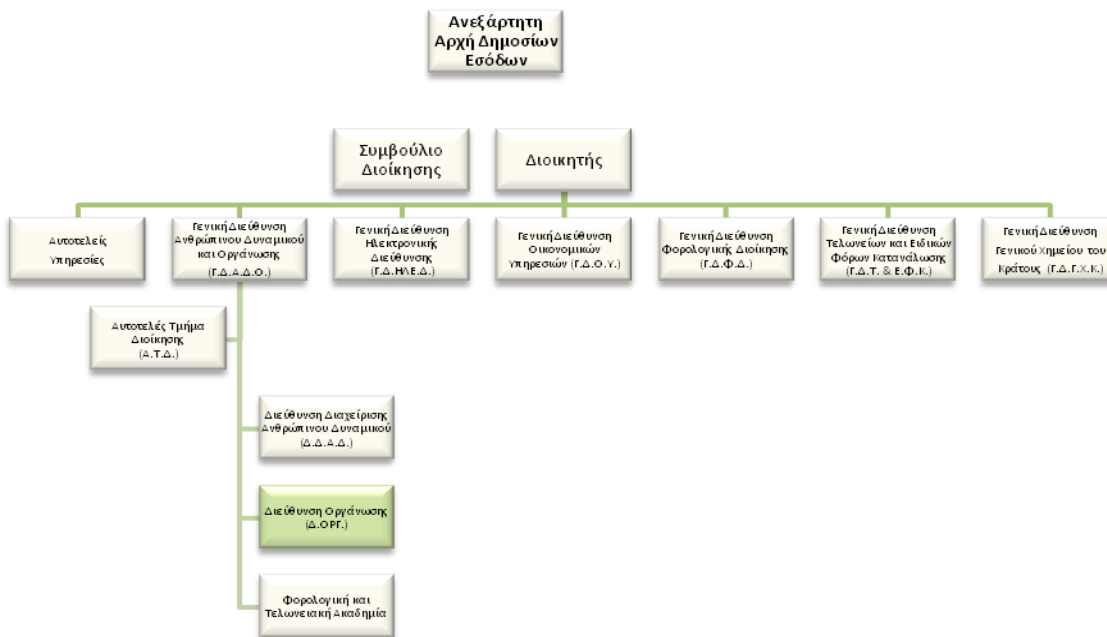 Ανεξάρτητη
Αρχή Δημοσίων
Εσόδων
Συμβούλιο
Διοίκησης
Διοικητής
Αυτοτελείς
Υπηρεσίες
Γενική Διεύθυνση
Ανθρώπινου Δυναμικού
και Οργάνωσης
(Γ.Δ.Α.Δ.Ο.)
Γενική Διεύθυνση
Ηλεκτρονικής
Διεύθυνσης
(Γ.Δ.ΗΛΕ.Δ.)
Γενική Διεύθυνση
Οικονομικών
Υπηρεσιών (Γ.Δ.Ο.Υ.)
Γενική Διεύθυνση
Φορολογικής Διοίκησης
(Γ.Δ.Φ.Δ.)
Γενική Διεύθυνση
Τελωνείων και Ειδικών
Φόρων Κατανάλωσης
(Γ.Δ.Τ. & Ε.Φ.Κ.)
Γενική Διεύθυνση
Γενικού Χημείου του
Κράτους (Γ.Δ.Γ.Χ.Κ.)
Αυτοτελές Τμήμα
Διοίκησης
(Α.Τ.Δ.)
Διεύθυνση Διαχείρισης
Ανθρώπινου Δυναμικού
(Δ.Δ.Α.Δ.)
Διεύθυνση Οργάνωσης
(Δ.ΟΡΓ.)
Φορολογική και
Τελωνειακή Ακαδημία